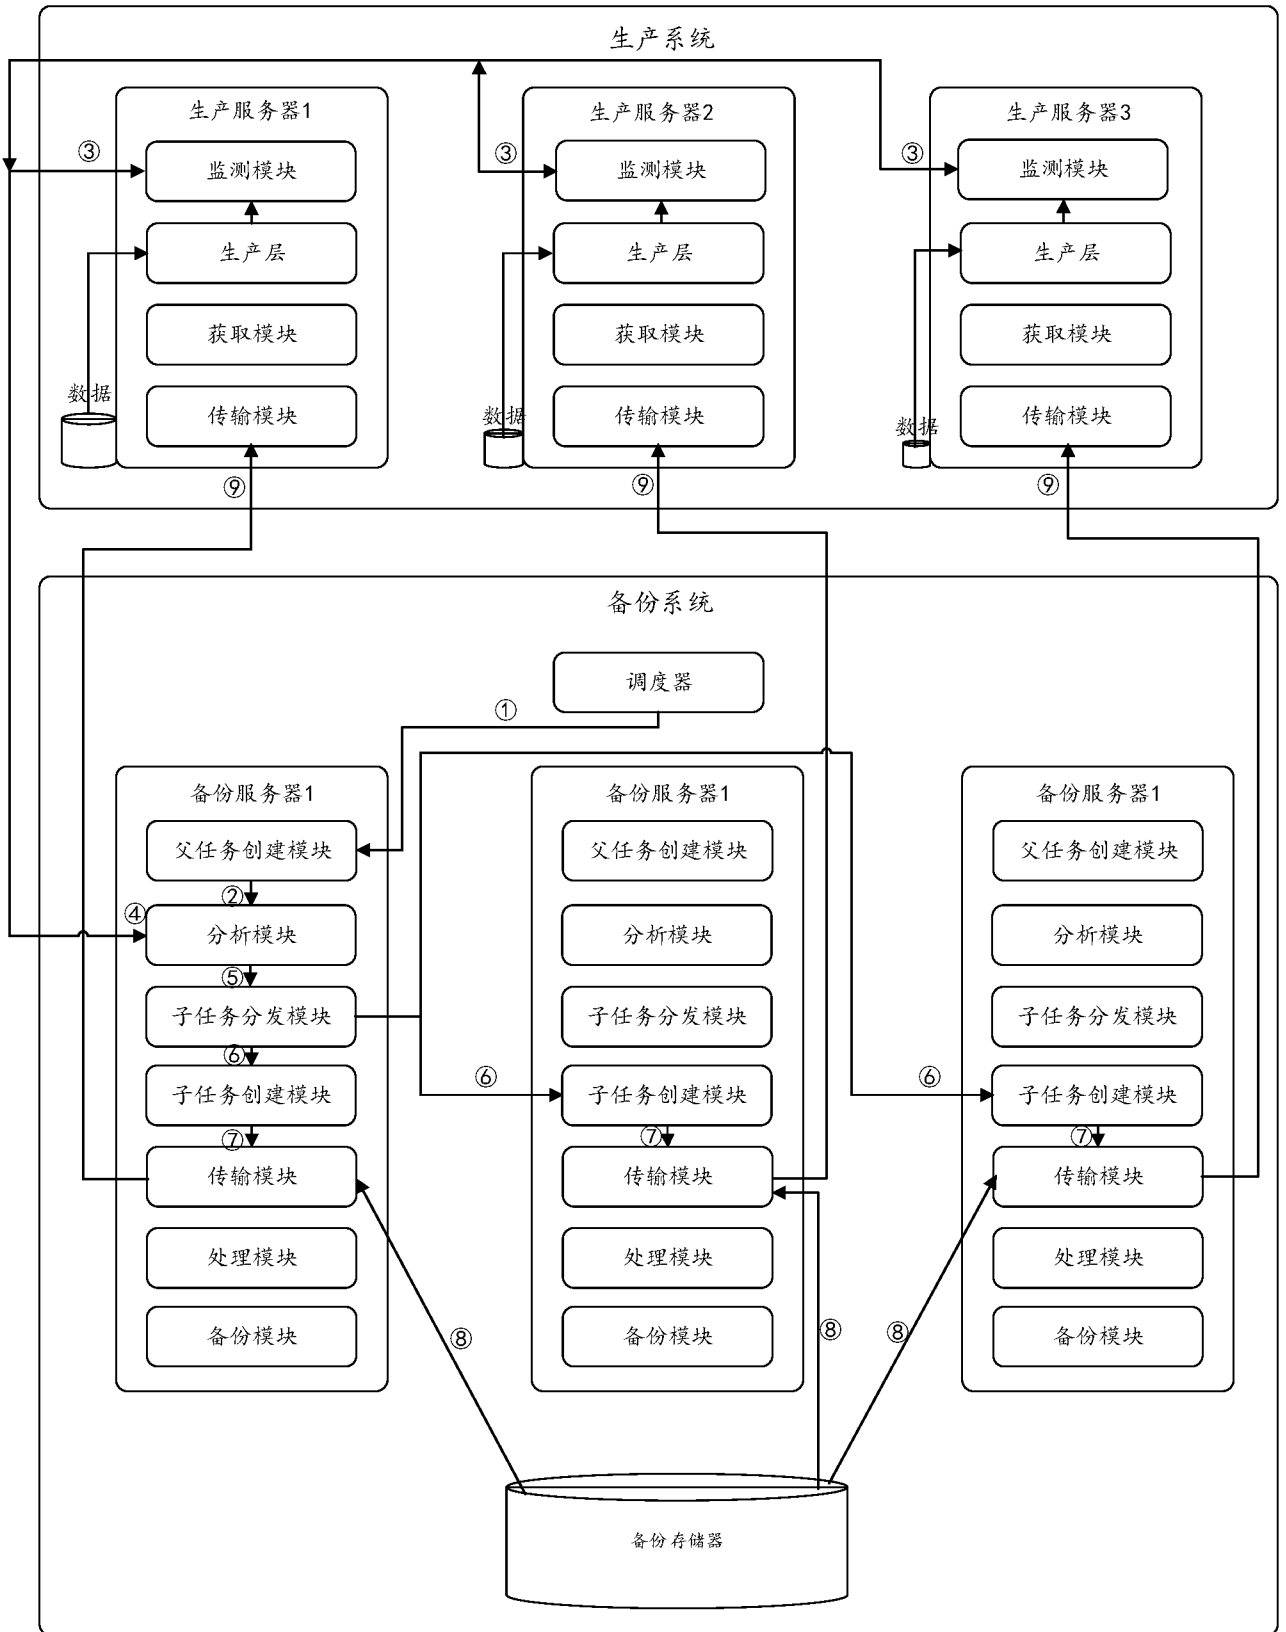 生产系统
生产服务器1
生产服务器2
生产服务器3
③
监测模块
③
监测模块
③
监测模块
生产层
生产层
生产层
获取模块
获取模块
获取模块
数据
传输模块
数据
传输模块
数据
传输模块
⑨
⑨
⑨
备份系统
调度器
①
备份服务器1
备份服务器1
备份服务器1
父任务创建模块
父任务创建模块
父任务创建模块
②
④
分析模块
分析模块
分析模块
⑤
子任务分发模块
子任务分发模块
子任务分发模块
⑥
⑥
⑥
子任务创建模块
子任务创建模块
子任务创建模块
⑦
⑦
⑦
传输模块
传输模块
传输模块
处理模块
处理模块
处理模块
备份模块
备份模块
备份模块
⑧
⑧
⑧
备份存储器